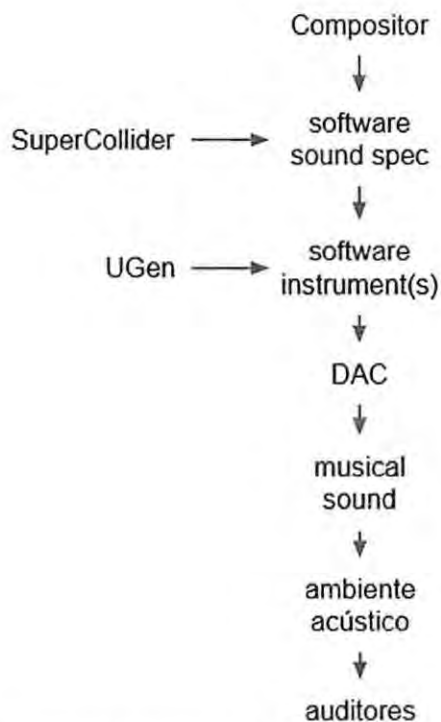 Compositor
SuperCollider
software
sound spec
UGen
software
instrument(s)
DAC
musical
sound
ambiente
acústico
auditores